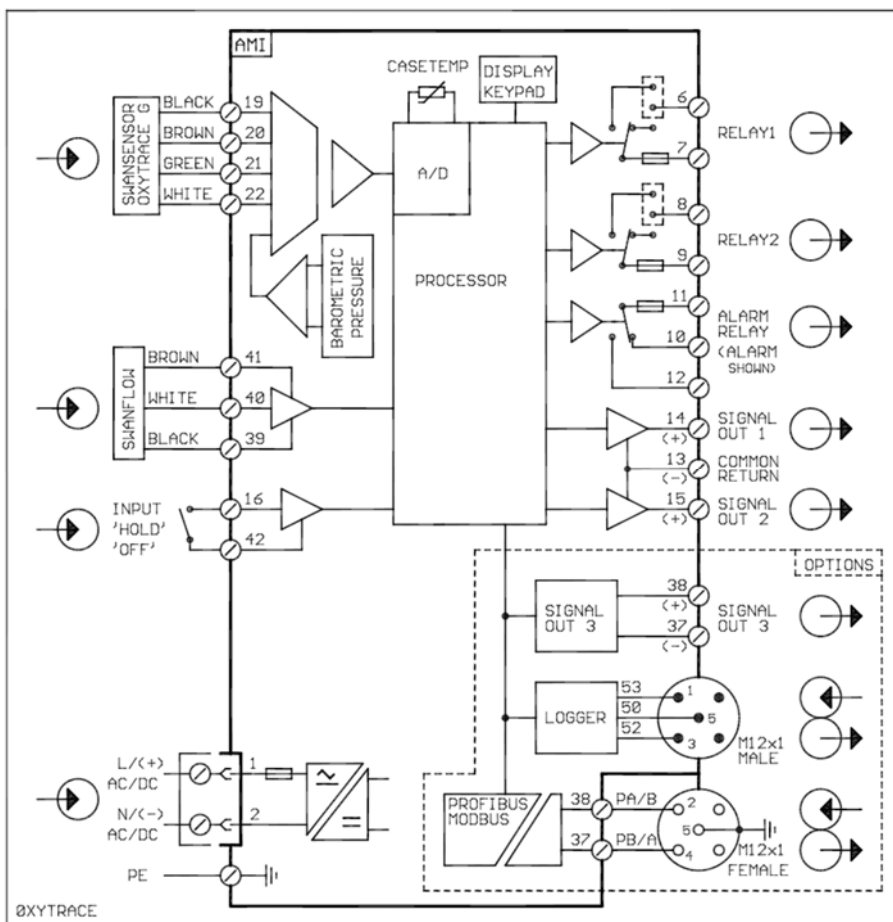 AMI
CASETEMP
DISPLAY
KEYPAD
SWANSENSOR
OXYTRACE G
BLACK 19
BROWN 20
GREEN 21
WHITE 22
A/D
PROCESSOR
BAROMETRIC
PRESSURE
6
7
RELAY1
8
9
RELAY2
11
10
12
ALARM
RELAY
(ALARM
SHOWN)
SWANFLOW
BROWN 41
WHITE 40
BLACK 39
14
(+)
SIGNAL
OUT 1
13
(-)
COMMON
RETURN
15
(+)
SIGNAL
OUT 2
INPUT
'HOLD'
'OFF'
16
42
OPTIONS
SIGNAL
OUT 3
38
(+)
37
(-)
SIGNAL
OUT 3
LOGGER
53
50
52
1
5
3
M12x1
MALE
L/(+)
AC/DC
1
N/(-)
AC/DC
2
PE
PROFIBUS
MODBUS
38 PA/B
37 PB/A
2
5
4
M12x1
FEMALE
ØXYTRACE